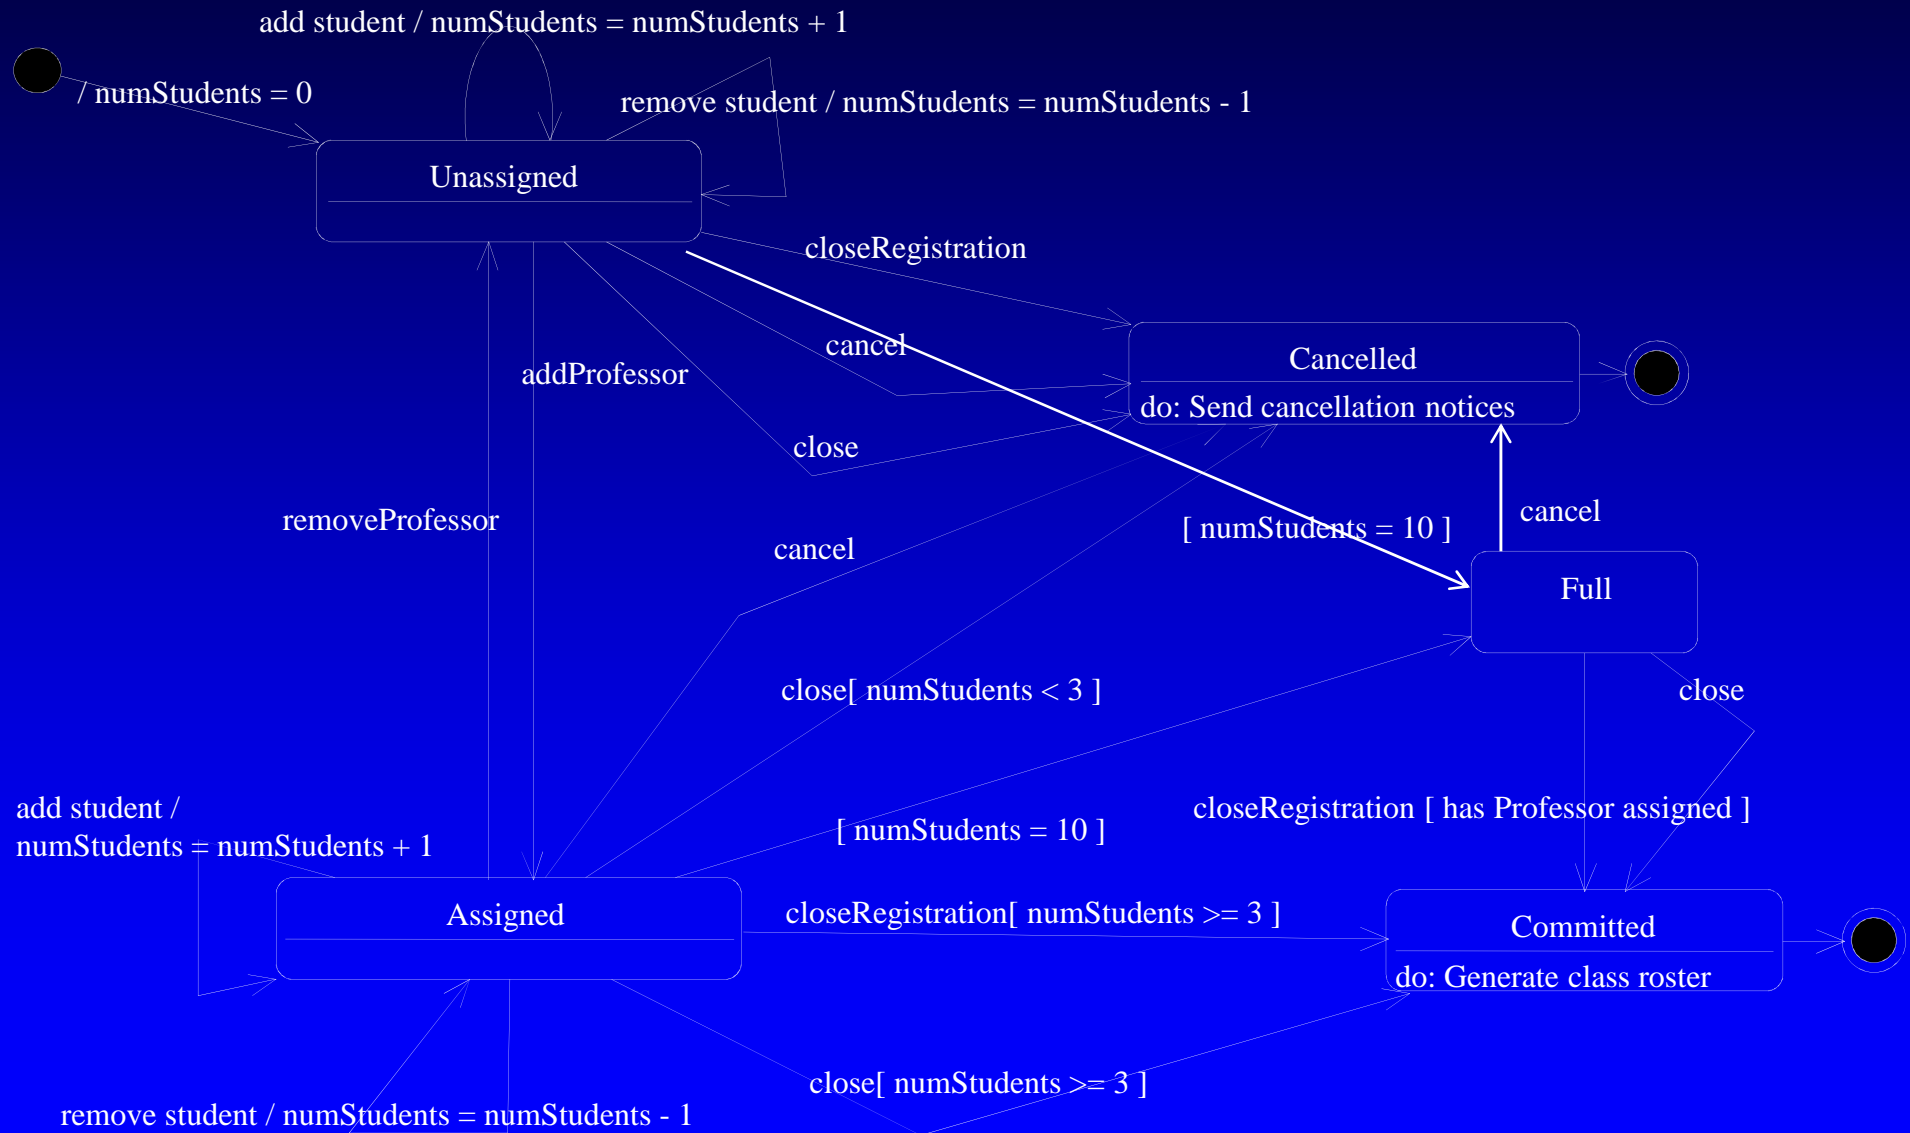 add student / numStudents = numStudents + 1
/ numStudents = 0
remove student / numStudents = numStudents - 1
Unassigned
closeRegistration
cancel
Cancelled
addProfessor
do: Send cancellation notices
close
removeProfessor
cancel
[ numStudents = 10 ]
cancel
Full
close[ numStudents < 3 ]
close
add student /
numStudents = numStudents + 1
[ numStudents = 10 ]
closeRegistration [ has Professor assigned ]
Assigned
closeRegistration[ numStudents >= 3 ]
Committed
do: Generate class roster
close[ numStudents >= 3 ]
remove student / numStudents = numStudents - 1